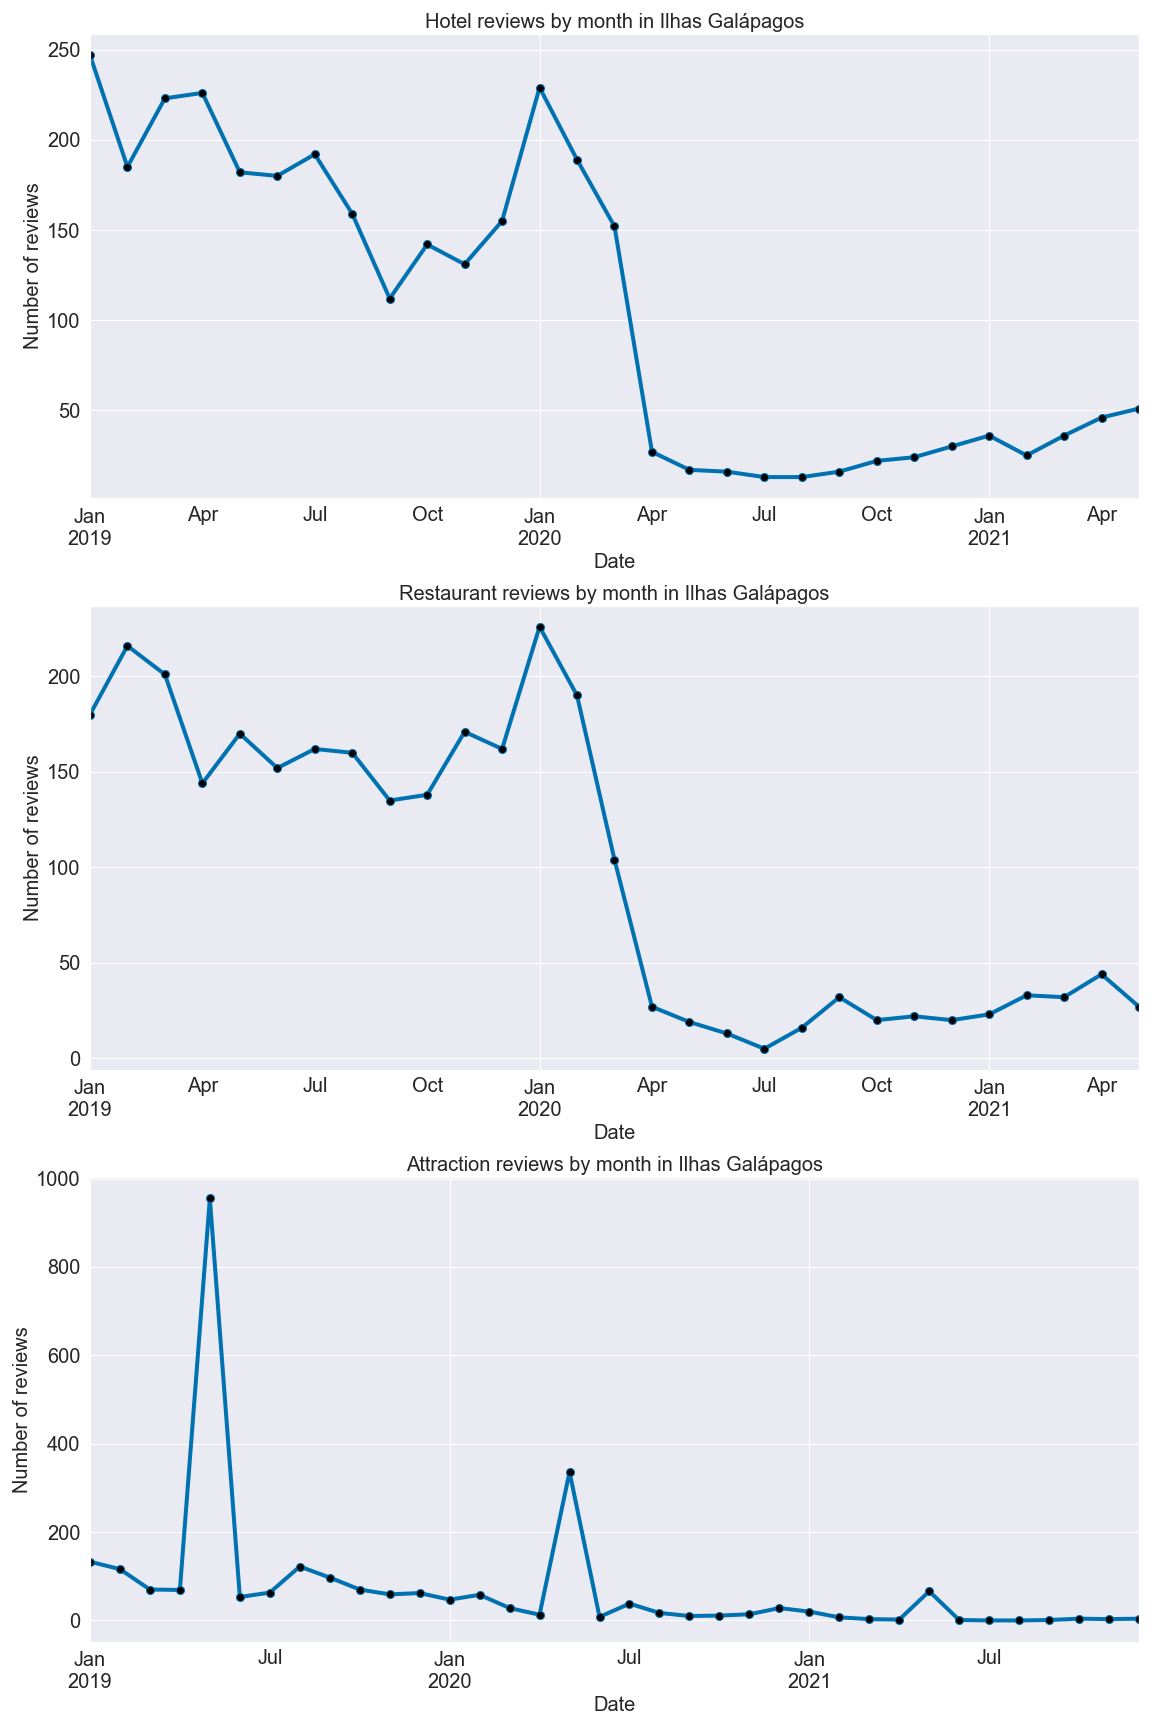 Hotel reviews by month in Ilhas Galápagos
250
200
150
100
50
Number of reviews
Jan Apr Jul Oct Jan Apr Jul Oct Jan Apr
2019 2020 2021
Date
Restaurant reviews by month in Ilhas Galápagos
200
150
100
50
0
Number of reviews
Jan Apr Jul Oct Jan Apr Jul Oct Jan Apr
2019 2020 2021
Date
Attraction reviews by month in Ilhas Galápagos
1000
800
600
400
200
0
Number of reviews
Jan Jul Jan Jul Jan Jul
2019 2020 2021
Date